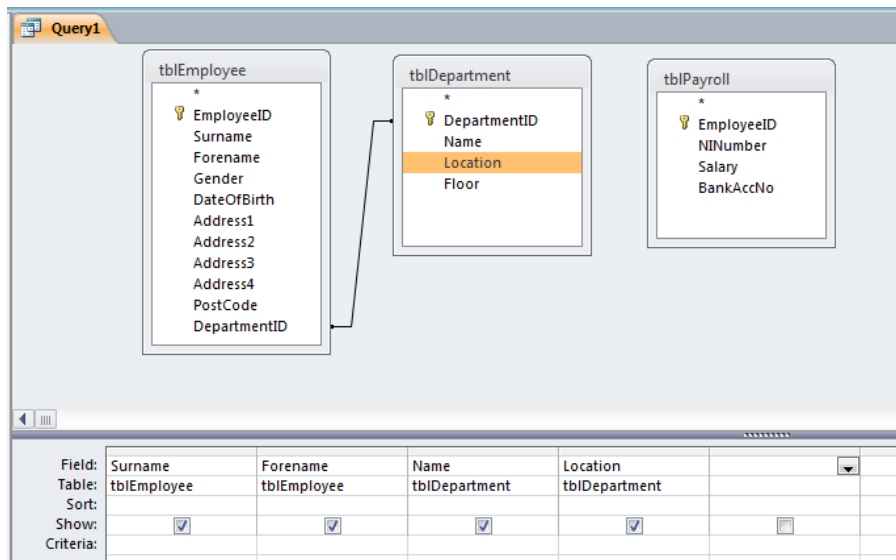 Query1
tblEmployee
*
EmployeeID
Surname
Forename
Gender
DateOfBirth
Address1
Address2
Address3
Address4
PostCode
DepartmentID
tblDepartment
*
DepartmentID
Name
Location
Floor
tblPayroll
*
EmployeeID
NINumber
Salary
BankAccNo
Field: Surname Forename Name Location
Table: tblEmployee tblEmployee tblDepartment tblDepartment
Sort:
Show:
Criteria: